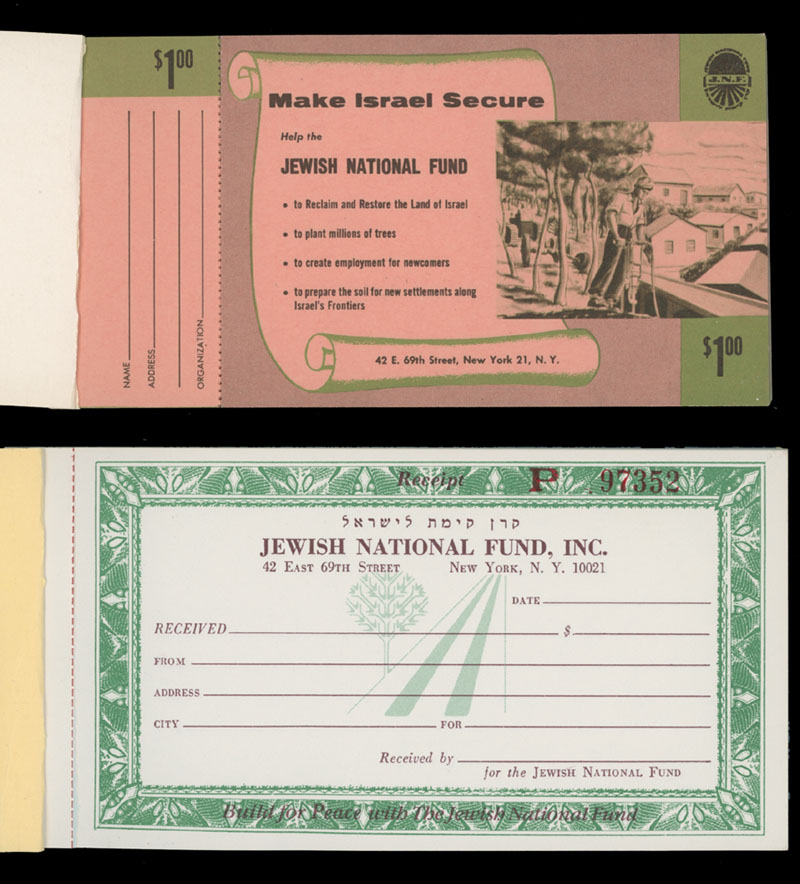 $1.00
NAME
ADDRESS
ORGANIZATION
Make Israel Secure
J.N.F.
Help the
JEWISH NATIONAL FUND
• to Reclaim and Restore the Land of Israel
• to plant millions of trees
• to create employment for newcomers
• to prepare the soil for new settlements along
Israel's Frontiers
42 E. 69th Street, New York 21, N. Y.
$1.00
Receipt P 97352
קרן קימת לישראל
JEWISH NATIONAL FUND, INC.
42 EAST 69TH STREET NEW YORK, N. Y. 10021
DATE
RECEIVED $
FROM
ADDRESS
CITY FOR
Received by
for the JEWISH NATIONAL FUND
Build for Peace with The Jewish National Fund